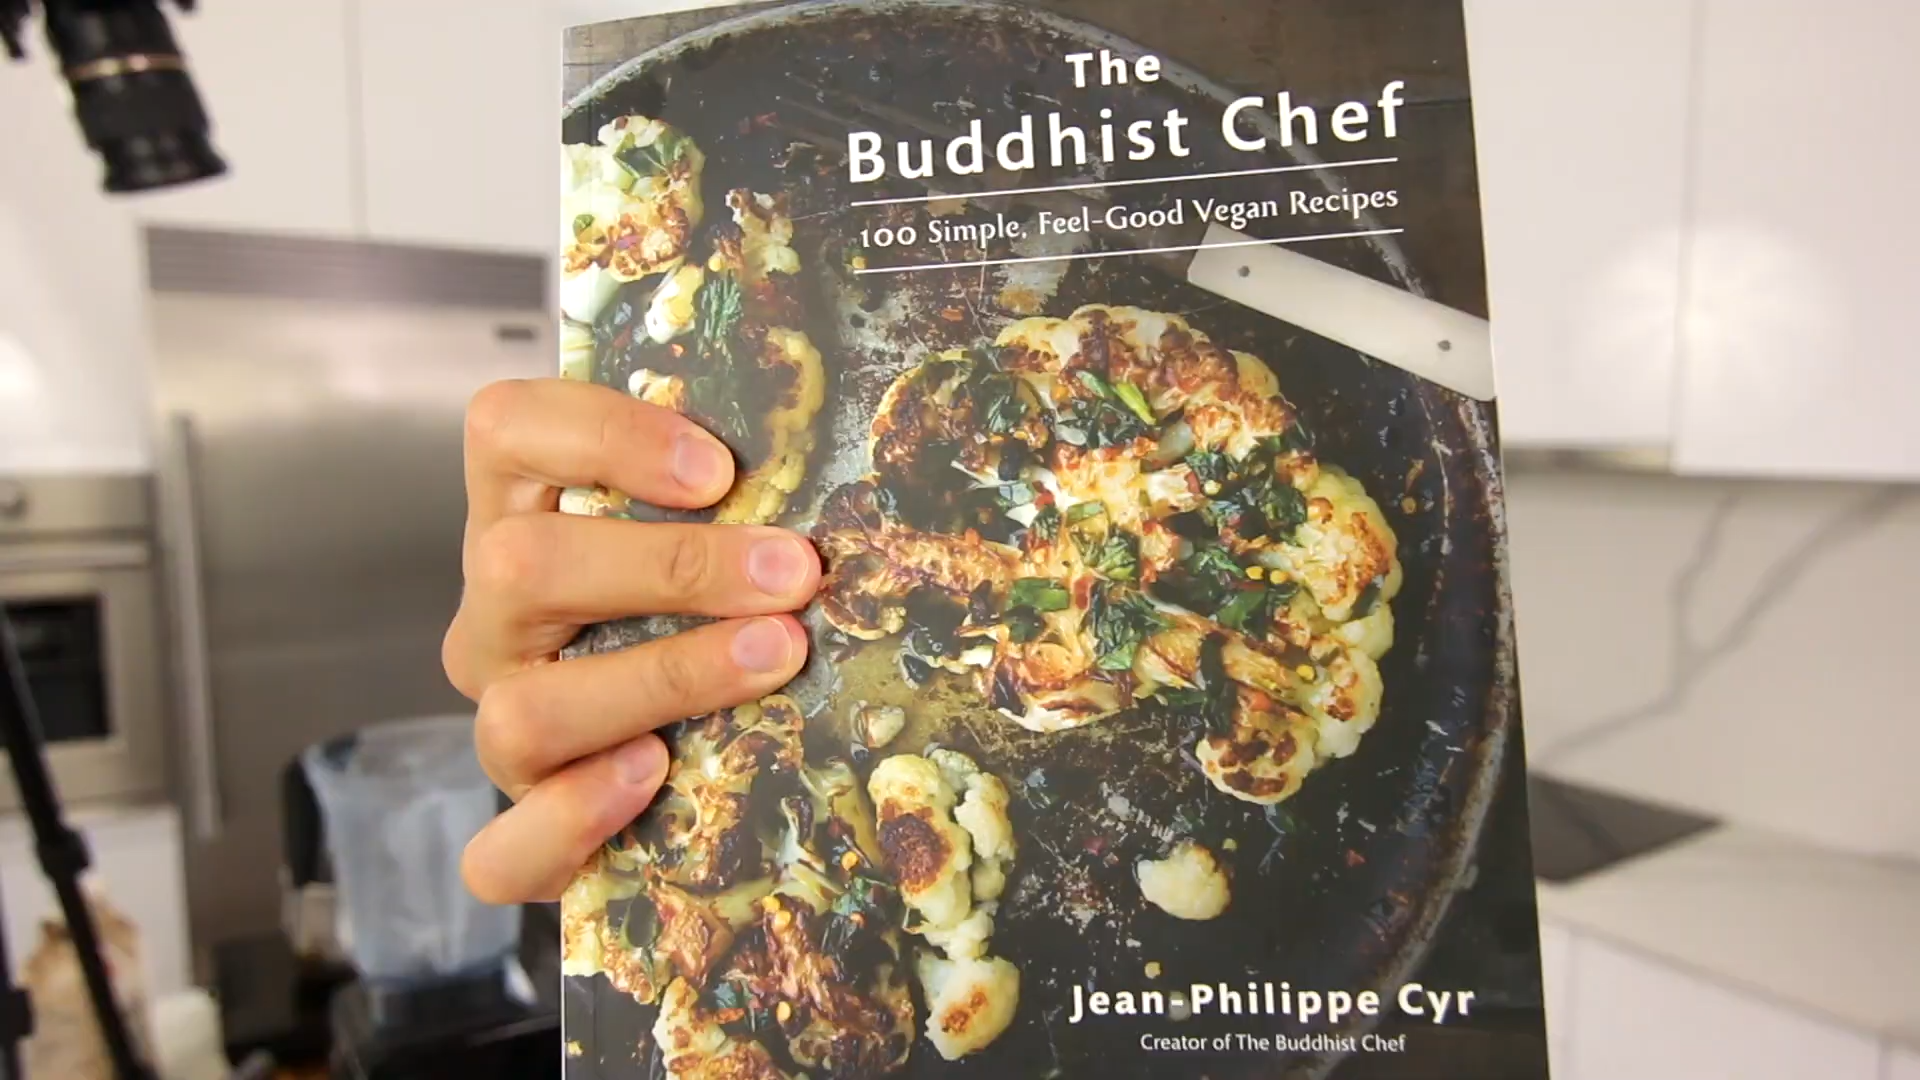 The
Buddhist Chef
100 Simple, Feel-Good Vegan Recipes
Jean-Philippe Cyr
Creator of The Buddhist Chef